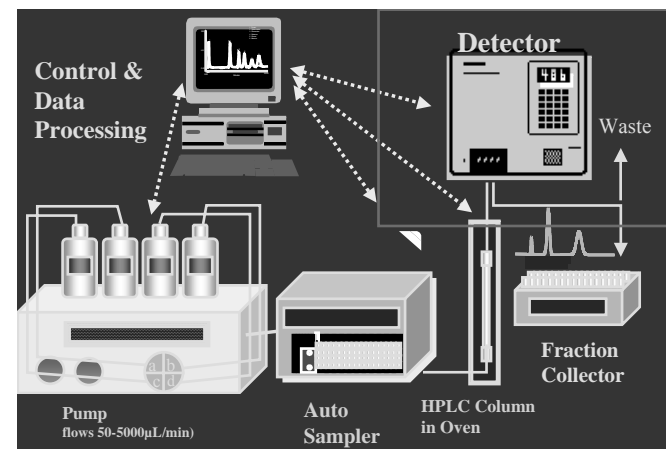 Detector
Control &
Data
Processing
486
Waste
a b
c d
Fraction
Collector
Pump
flows 50-5000µL/min)
Auto
Sampler
HPLC Column
in Oven